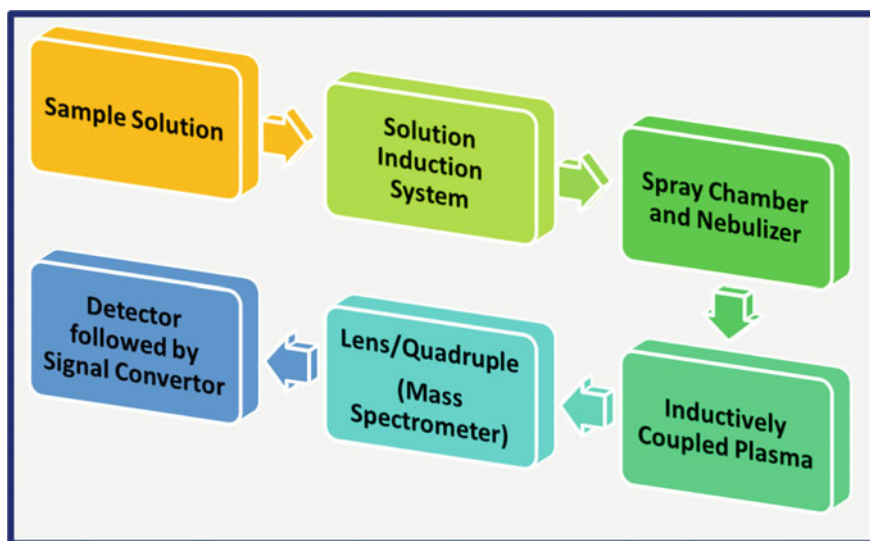 Sample Solution
Solution
Induction
System
Spray Chamber
and Nebulizer
Inductively
Coupled Plasma
Lens/Quadruple
(Mass
Spectrometer)
Detector
followed by
Signal Convertor